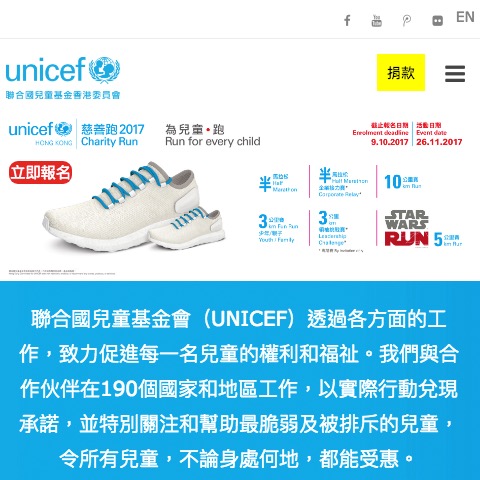 EN
unicef
聯合國兒童基金香港委員會
捐款
unicef
HONG KONG
慈善跑2017
Charity Run
為兒童·跑
Run for every child
截止報名日期
Enrolment deadline
9.10.2017
活動日期
Event date
26.11.2017
立即報名
半馬拉松
Half
Marathon
半馬拉松
Half Marathon
企業接力賽*
Corporate Relay*
10公里賽
km Run
3公里
km Fun Run
少年/親子
Youth / Family
3公里
km
領袖挑戰賽*
Leadership
Challenge*
* 只限邀請 By invitation only
STAR
WARS
RUN 5公里賽
km Run
聯合國兒童基金會（UNICEF）透過各方面的工
作，致力促進每一名兒童的權利和福祉。我們與合
作伙伴在190個國家和地區工作，以實際行動兌現
承諾，並特別關注和幫助最脆弱及被排斥的兒童，
令所有兒童，不論身處何地，都能受惠。